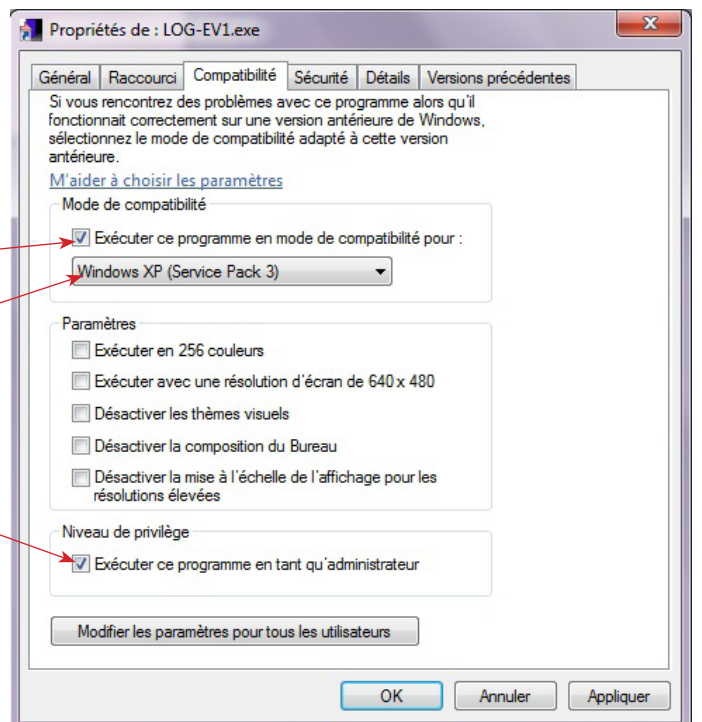 Propriétés de : LOG-EV1.exe
Général Raccourci Compatibilité Sécurité Détails Versions précédentes
Si vous rencontrez des problèmes avec ce programme alors qu'il
fonctionnait correctement sur une version antérieure de Windows,
sélectionnez le mode de compatibilité adapté à cette version
antérieure.
M'aider à choisir les paramètres
Mode de compatibilité
Exécuter ce programme en mode de compatibilité pour :
Windows XP (Service Pack 3)
Paramètres
Exécuter en 256 couleurs
Exécuter avec une résolution d'écran de 640 x 480
Désactiver les thèmes visuels
Désactiver la composition du Bureau
Désactiver la mise à l'échelle de l'affichage pour les
résolutions élevées
Niveau de privilège
Exécuter ce programme en tant qu'administrateur
Modifier les paramètres pour tous les utilisateurs
OK Annuler Appliquer